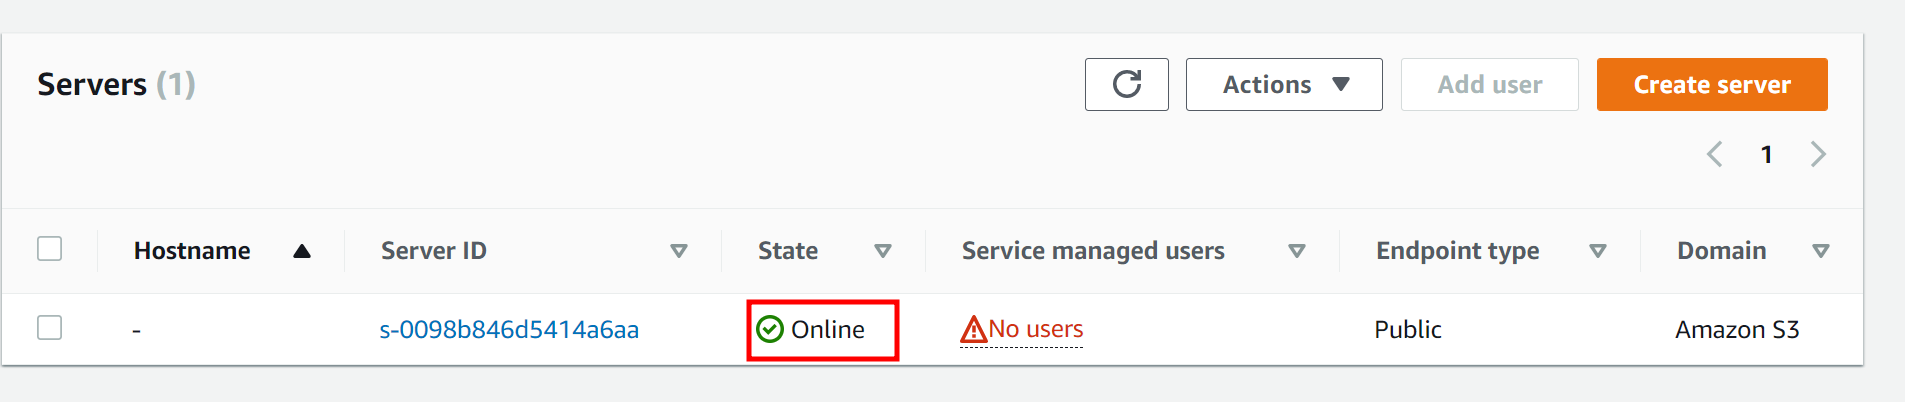 Servers (1)
Actions
Add user
Create server
1
Hostname
Server ID
State
Service managed users
Endpoint type
Domain
-
s-0098b846d5414a6aa
Online
No users
Public
Amazon S3